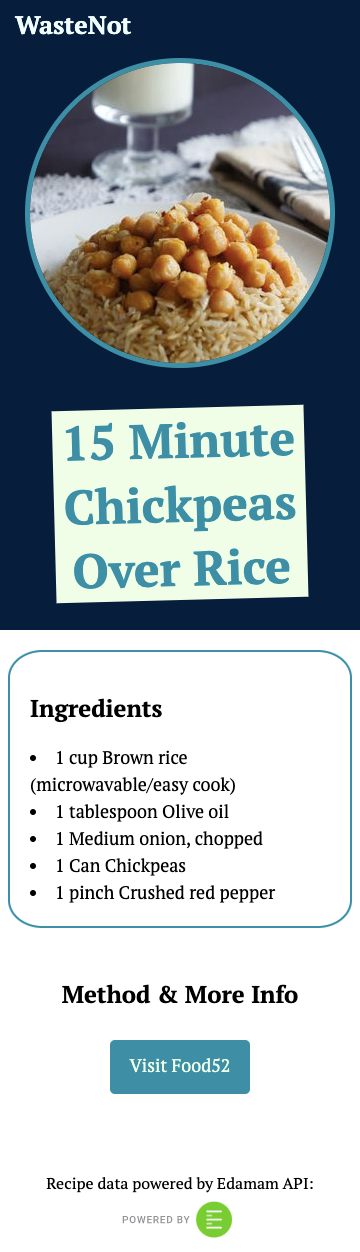 WasteNot
15 Minute
Chickpeas
Over Rice
Ingredients
• 1 cup Brown rice
(microwavable/easy cook)
• 1 tablespoon Olive oil
• 1 Medium onion, chopped
• 1 Can Chickpeas
• 1 pinch Crushed red pepper
Method & More Info
Visit Food52
Recipe data powered by Edamam API:
POWERED BY